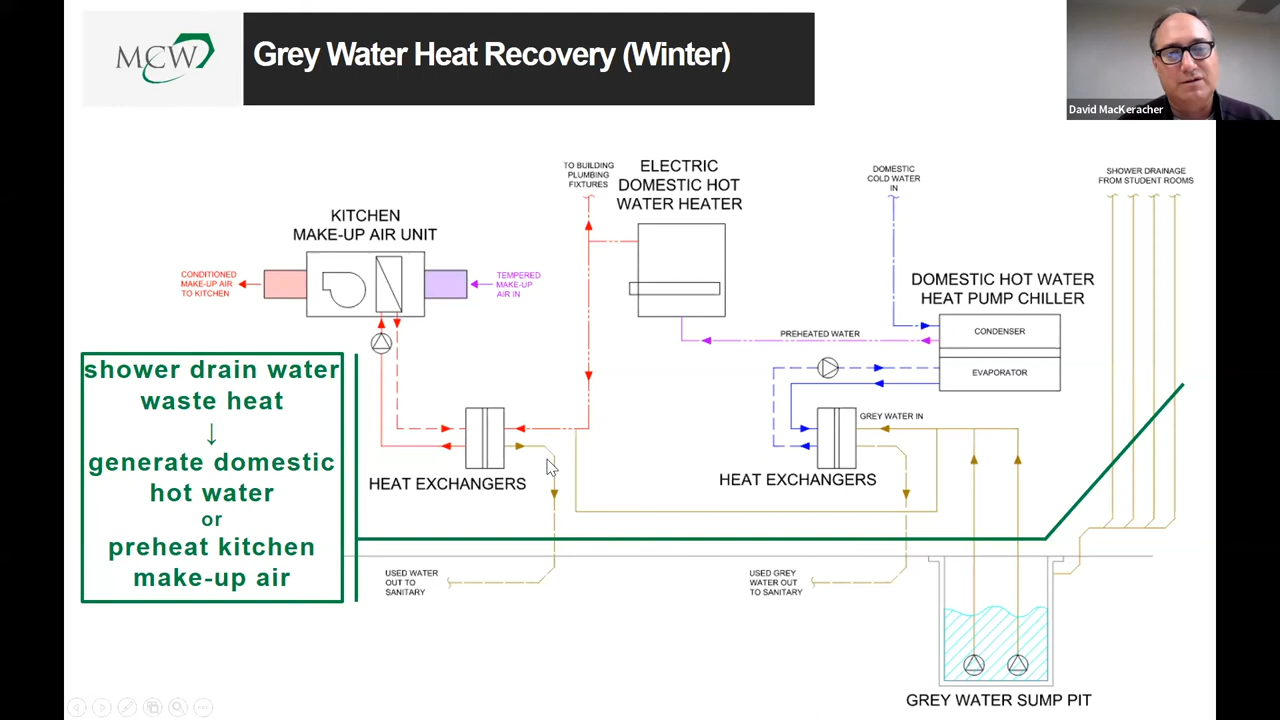 MCW
Grey Water Heat Recovery (Winter)
David MacKeracher
TO BUILDING
PLUMBING
FIXTURES
ELECTRIC
DOMESTIC HOT
WATER HEATER
DOMESTIC
COLD WATER
IN
SHOWER DRAINAGE
FROM STUDENT ROOMS
KITCHEN
MAKE-UP AIR UNIT
CONDITIONED
MAKE-UP AIR
TO KITCHEN
TEMPERED
MAKE-UP
AIR IN
DOMESTIC HOT WATER
HEAT PUMP CHILLER
PREHEATED WATER
CONDENSER
EVAPORATOR
shower drain water
waste heat
↓
generate domestic
hot water
or
preheat kitchen
make-up air
GREY WATER IN
HEAT EXCHANGERS
HEAT EXCHANGERS
USED WATER
OUT TO
SANITARY
USED GREY
WATER OUT
TO SANITARY
GREY WATER SUMP PIT